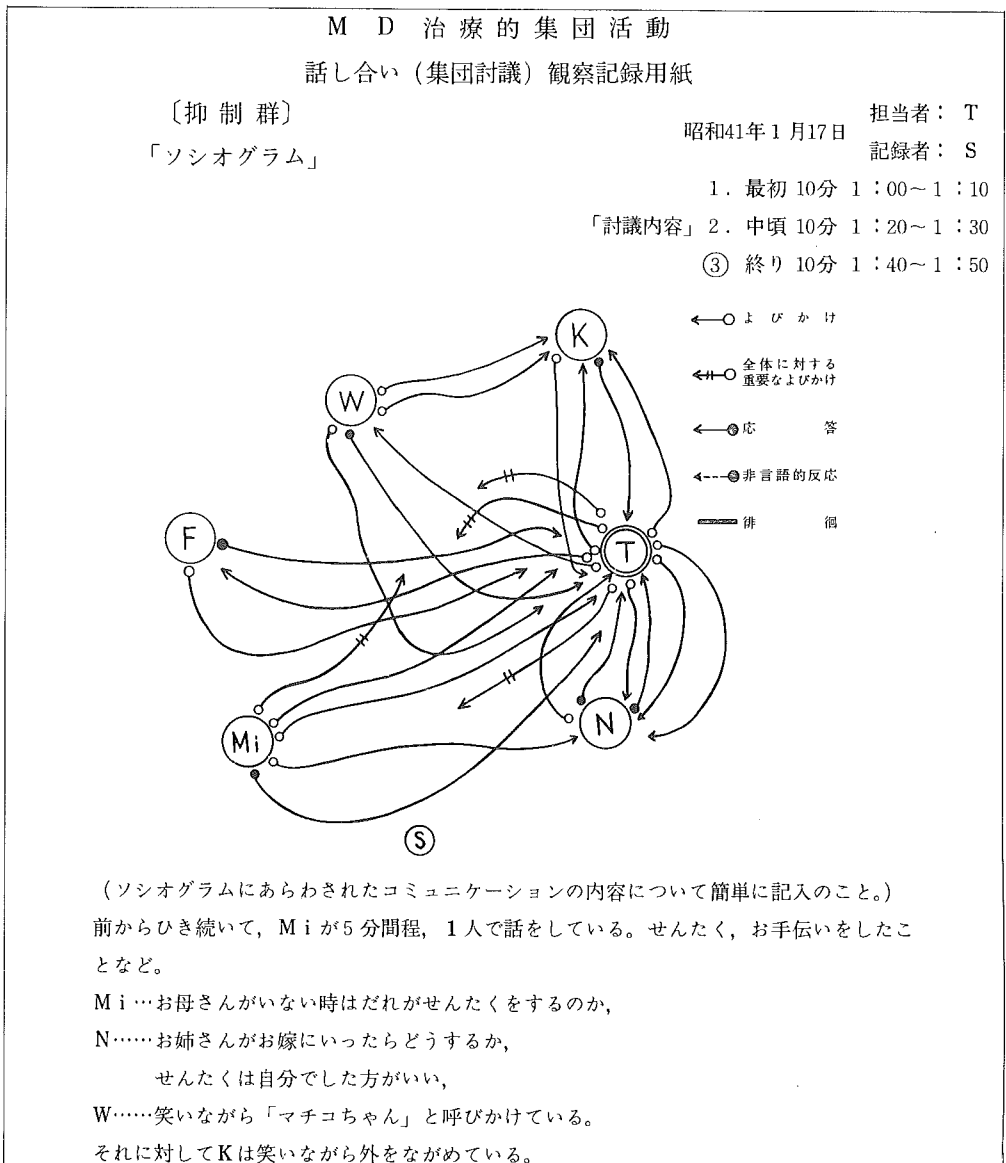 MD治療的集団活動
話し合い（集団討議）観察記録用紙
〔抑制群〕
「ソシオグラム」
昭和41年1月17日
担当者：T
記録者：S
1．最初 10分 1：00～1：10
「討議内容」2．中頃 10分 1：20～1：30
③ 終り 10分 1：40～1：50
よびかけ
全体に対する
重要なよびかけ
応答
非言語的反応
徘徊
K
W
F
T
Mi
N
S
（ソシオグラムにあらわされたコミュニケーションの内容について簡単に記入のこと。）
前からひき続いて，Miが5分間程，1人で話をしている。せんたく，お手伝いをしたこ
となど。
Mi…お母さんがいない時はだれがせんたくをするのか，
N……お姉さんがお嫁にいったらどうするか，
せんたくは自分でした方がいい，
W……笑いながら「マチコちゃん」と呼びかけている。
それに対してKは笑いながら外をながめている。